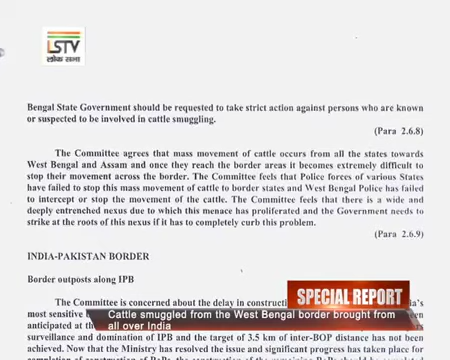 LSTV
लोक सभा
Bengal State Government should be requested to take strict action against persons who are known
or suspected to be involved in cattle smuggling.
(Para 2.6.8)
The Committee agrees that mass movement of cattle occurs from all the states towards
West Bengal and Assam and once they reach the border areas it becomes extremely difficult to
stop their movement across the border. The Committee feels that Police forces of various States
have failed to stop this mass movement of cattle to border states and West Bengal Police has failed
to intercept or stop the movement of the cattle. The Committee feels that there is a wide and
deeply entrenched nexus due to which this menace has proliferated and the Government needs to
strike at the roots of this nexus if it has to completely curb this problem.
(Para 2.6.9)
INDIA-PAKISTAN BORDER
Border outposts along IPB
The Committee is concerned about the delay in
SPECIAL REPORT
most sensitive
Cattle smuggled from the West Bengal border brought from
all over India
anticipated at
surveillance and domination of IPB and the target of 3.5 km of inter-BOP distance has not been
achieved. Now that the Ministry has resolved the issue and significant progress has taken place for